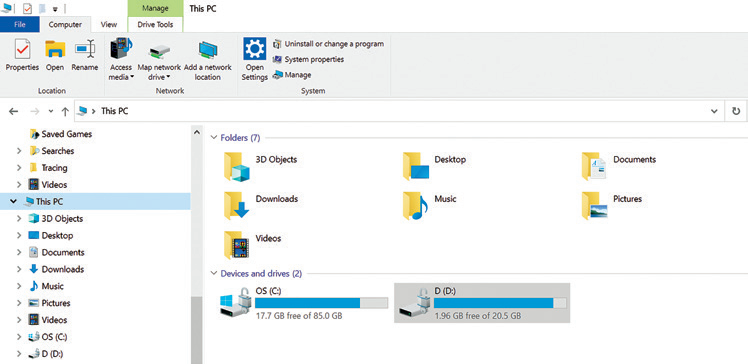 Manage
This PC
File
Computer
View
Drive Tools
Properties
Open
Rename
Access
media
Map network
drive
Add a network
location
Open
Settings
Uninstall or change a program
System properties
Manage
Location
Network
System
This PC
Saved Games
Searches
Tracing
Videos
This PC
3D Objects
Desktop
Documents
Downloads
Music
Pictures
Videos
OS (C:)
D (D:)
Folders (7)
3D Objects
Desktop
Documents
Downloads
Music
Pictures
Videos
Devices and drives (2)
OS (C:)
17.7 GB free of 85.0 GB
D (D:)
1.96 GB free of 20.5 GB